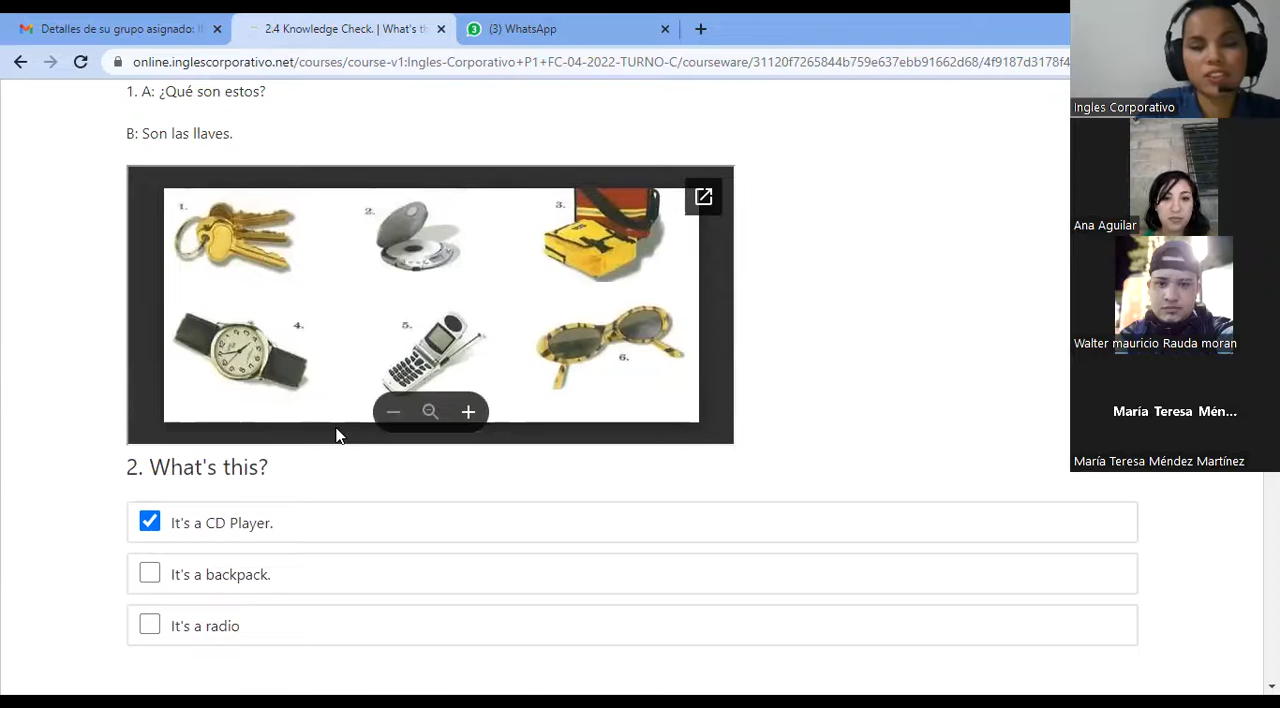 Detalles de su grupo asignado: I
2.4 Knowledge Check. | What's th
3
(3) WhatsApp
online.inglescorporativo.net/courses/course-v1:Ingles-Corporativo+P1+FC-04-2022-TURNO-C/courseware/31120f7265844b759e637ebb91662d68/4f9187d3178f4
1. A: ¿Qué son estos?
B: Son las llaves.
1.
2.
3.
4.
5.
6.
2. What's this?
It's a CD Player.
It's a backpack.
It's a radio
Ingles Corporativo
Ana Aguilar
Walter mauricio Rauda moran
María Teresa Mén...
María Teresa Méndez Martínez